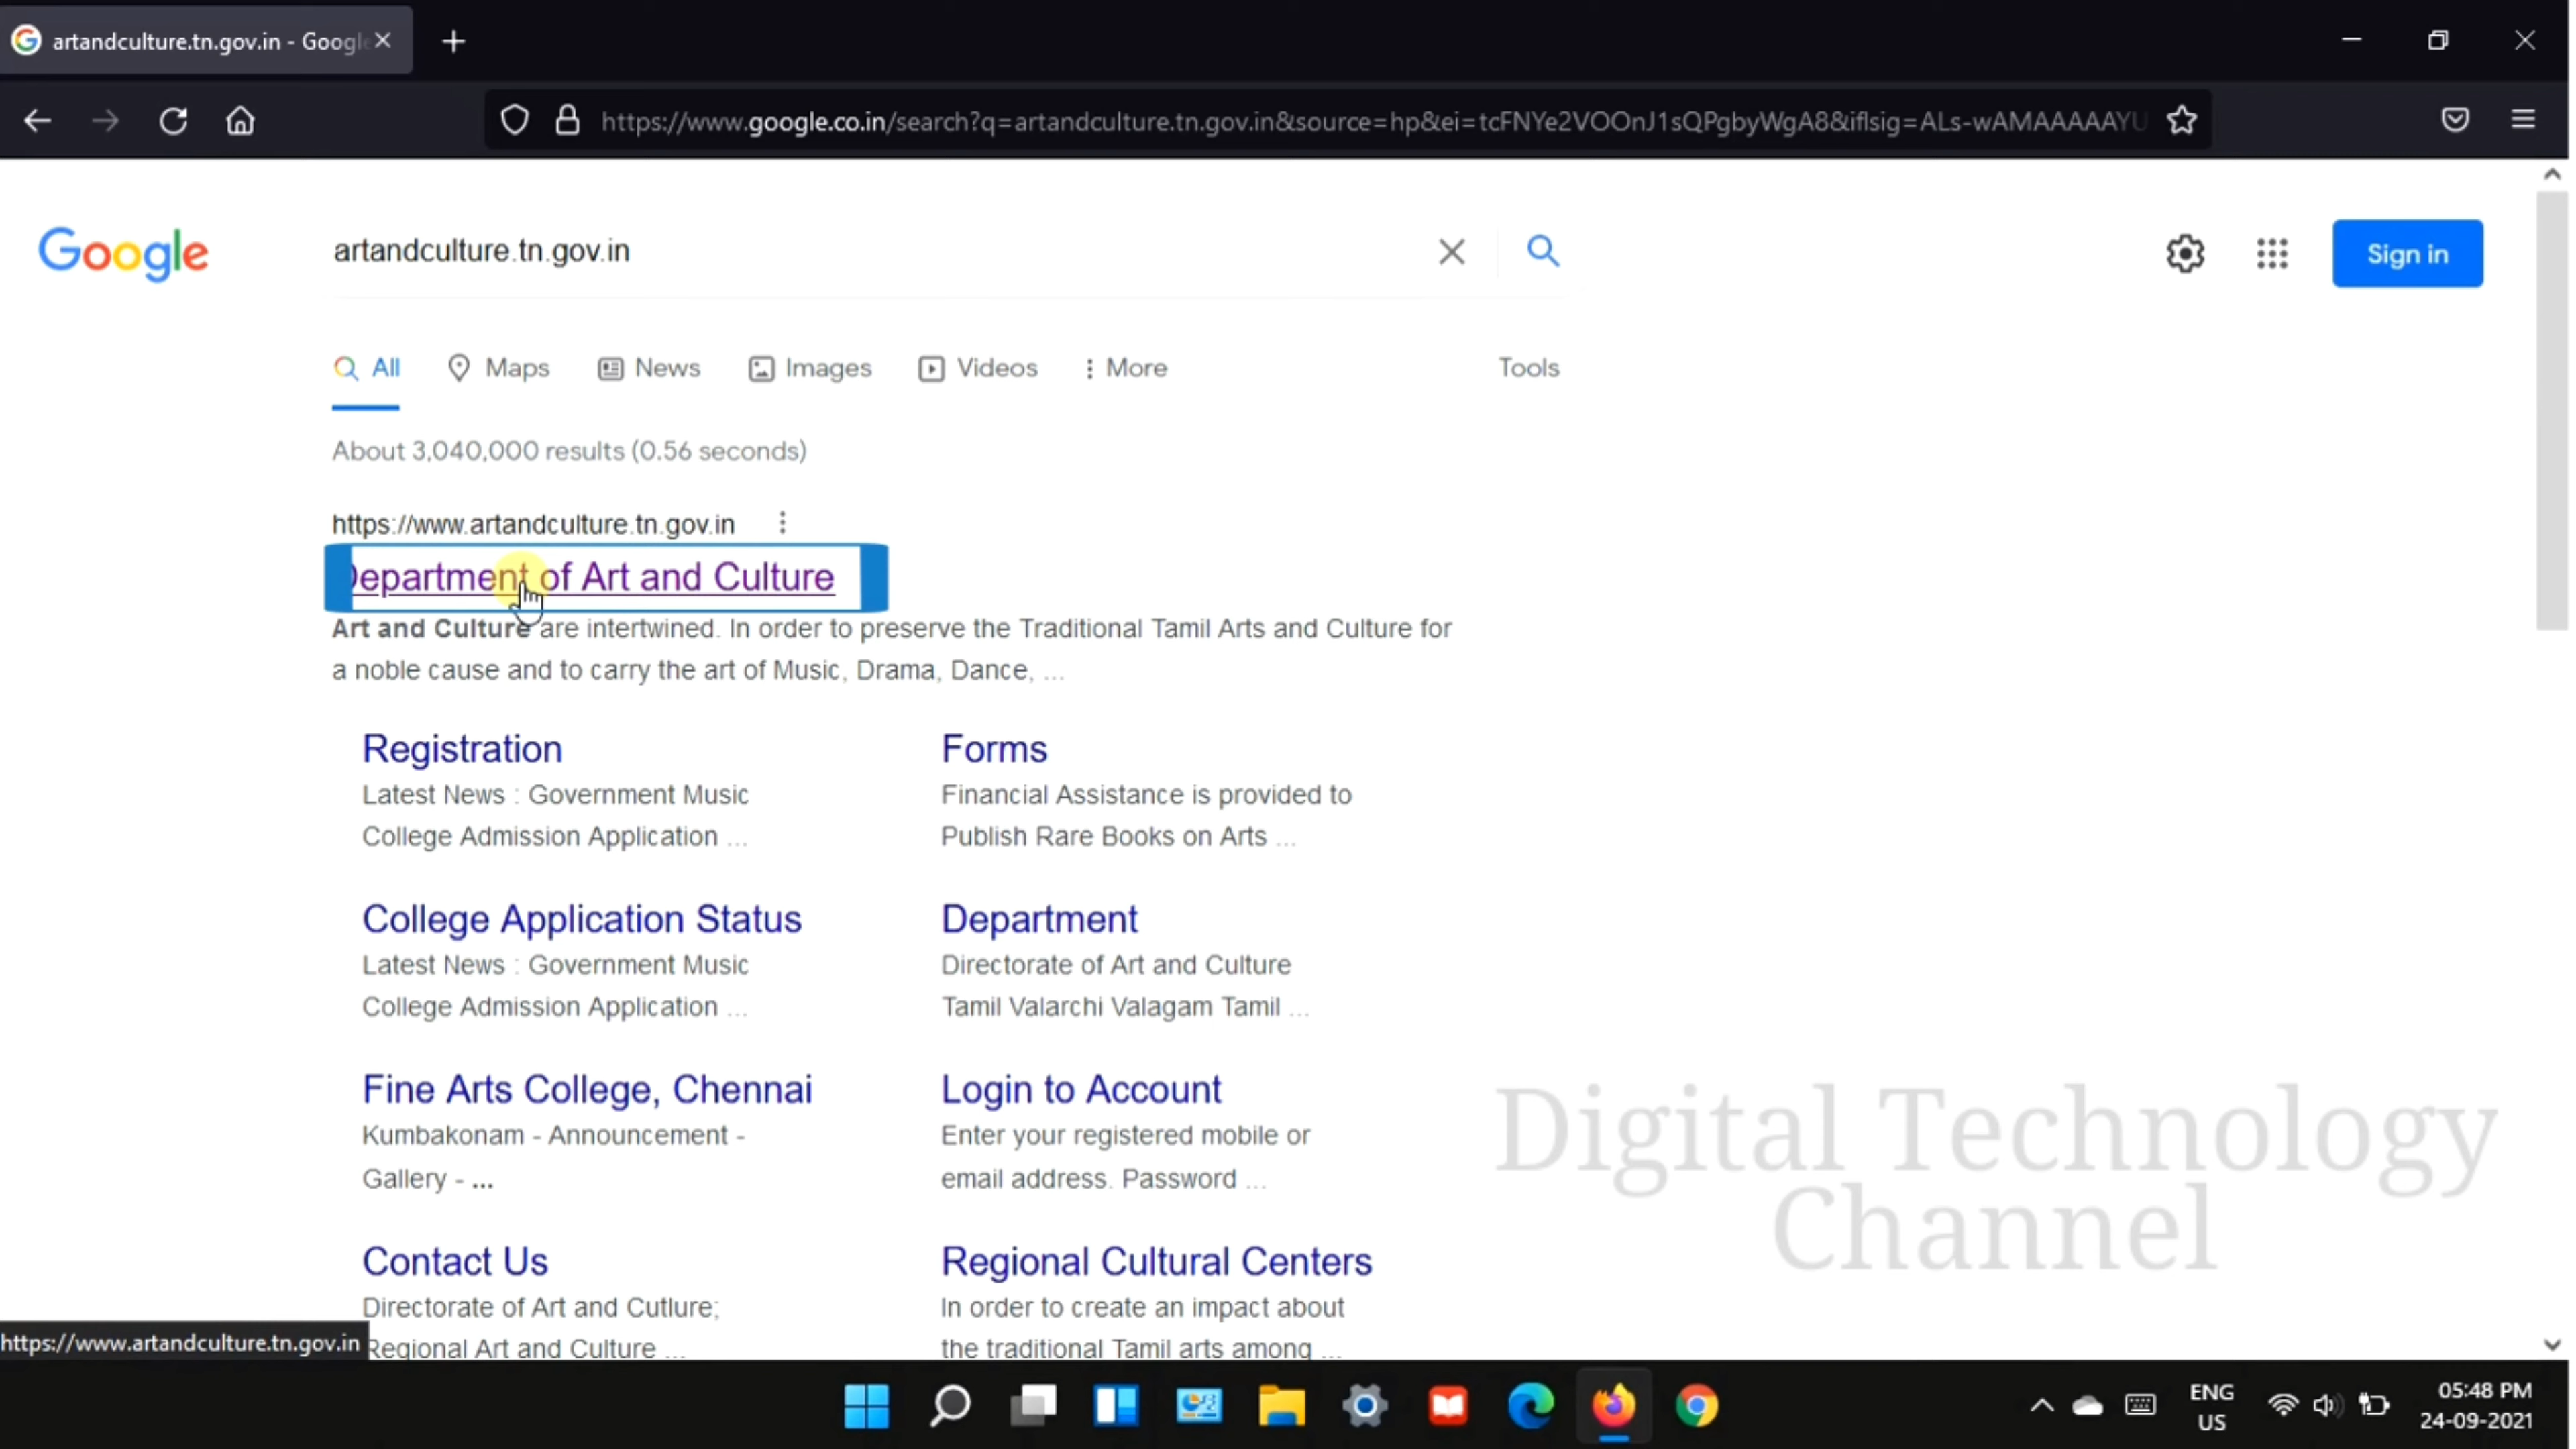 artandculture.tn.gov.in - Googl
https://www.google.co.in/search?q=artandculture.tn.gov.in&source=hp&ei=tcFNYe2VOOnJ1sQPgbyWgA8&iflsig=ALs-wAMAAAAAYU
Google
artandculture.tn.gov.in
Sign in
All Maps News Images Videos More Tools
About 3,040,000 results (0.56 seconds)
https://www.artandculture.tn.gov.in
Department of Art and Culture
Art and Culture are intertwined. In order to preserve the Traditional Tamil Arts and Culture for
a noble cause and to carry the art of Music, Drama, Dance, ...
Registration
Latest News : Government Music
College Admission Application ...
Forms
Financial Assistance is provided to
Publish Rare Books on Arts ...
College Application Status
Latest News : Government Music
College Admission Application ...
Department
Directorate of Art and Culture
Tamil Valarchi Valagam Tamil ...
Fine Arts College, Chennai
Kumbakonam - Announcement -
Gallery - ...
Login to Account
Enter your registered mobile or
email address. Password ...
Contact Us
Directorate of Art and Cutlure;
Regional Art and Culture ...
Regional Cultural Centers
In order to create an impact about
the traditional Tamil arts among ...
Digital Technology
Channel
https://www.artandculture.tn.gov.in
ENG
US
05:48 PM
24-09-2021